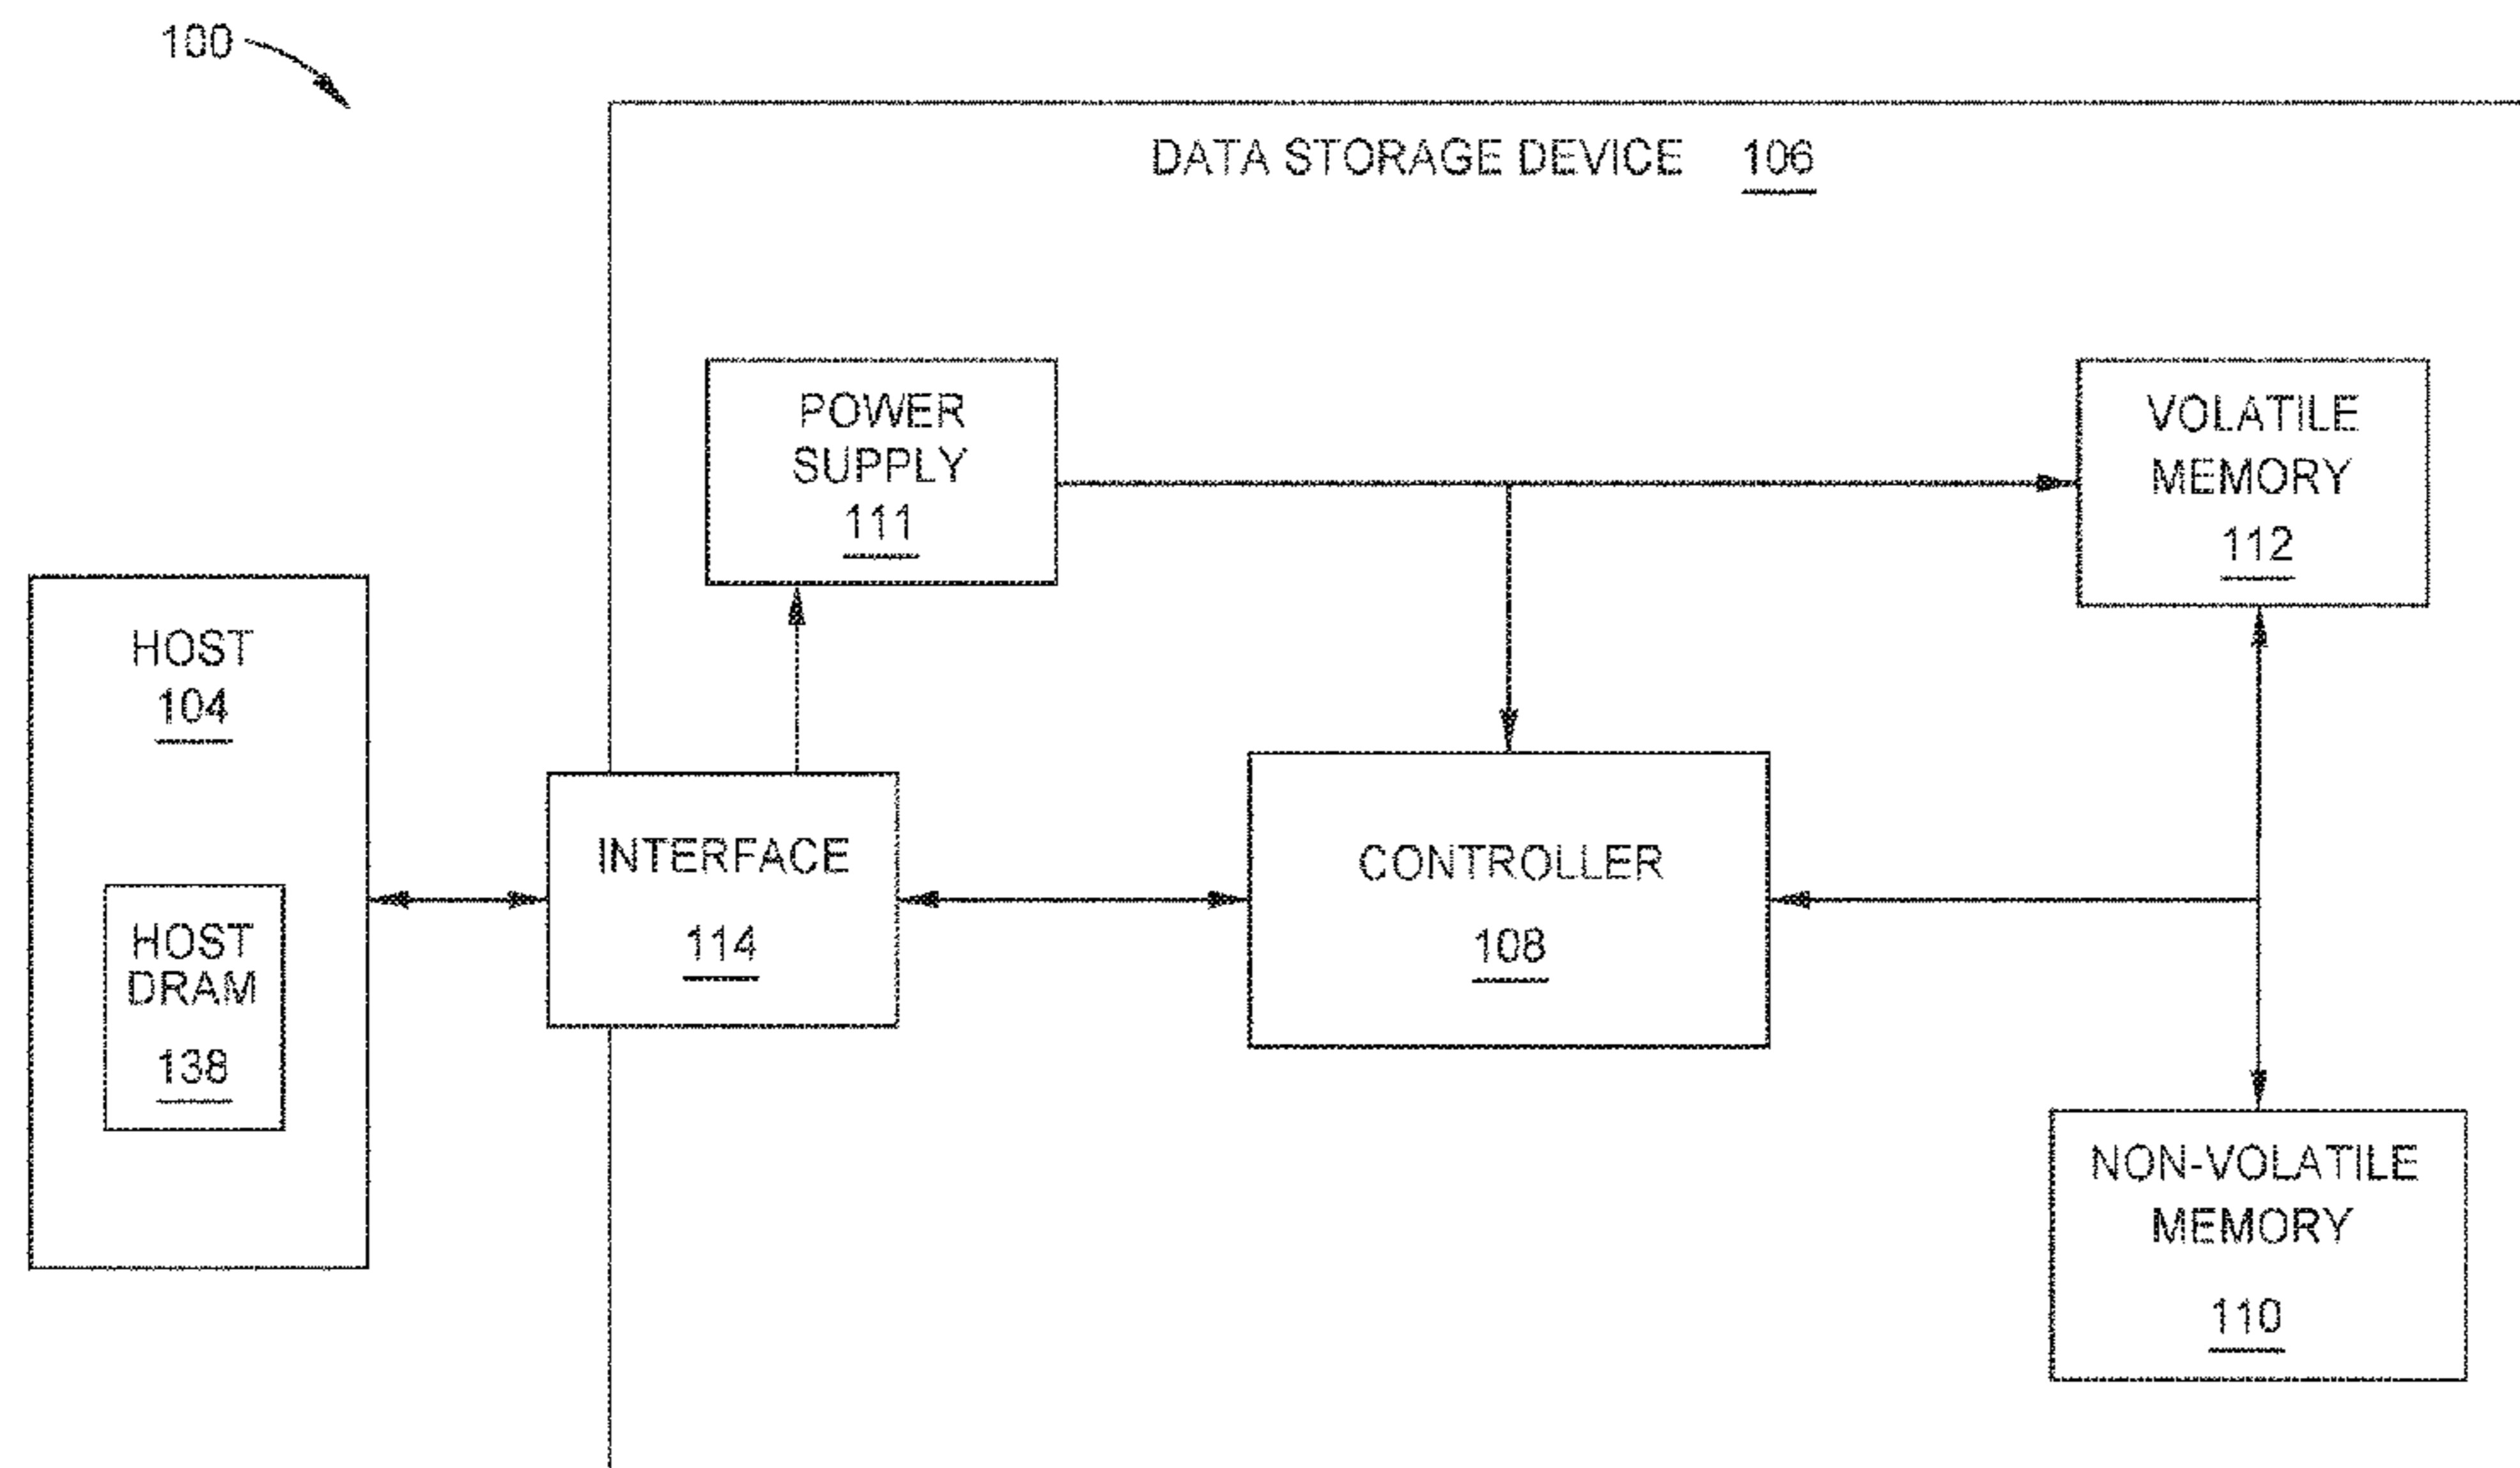 100
DATA STORAGE DEVICE 106
POWER
SUPPLY
111
VOLATILE
MEMORY
112
HOST
104
HOST
DRAM
138
INTERFACE
114
CONTROLLER
108
NON-VOLATILE
MEMORY
110